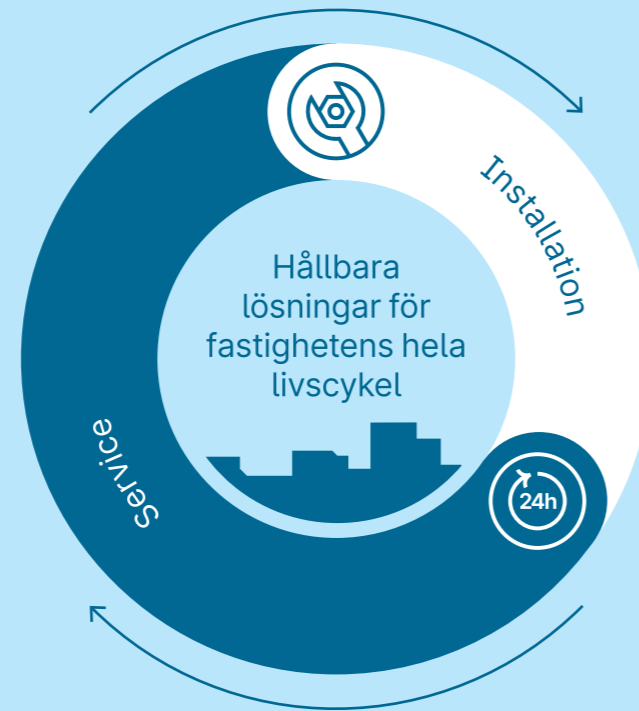 Installation
Hållbara
lösningar för
fastighetens hela
livscykel
Service
24h